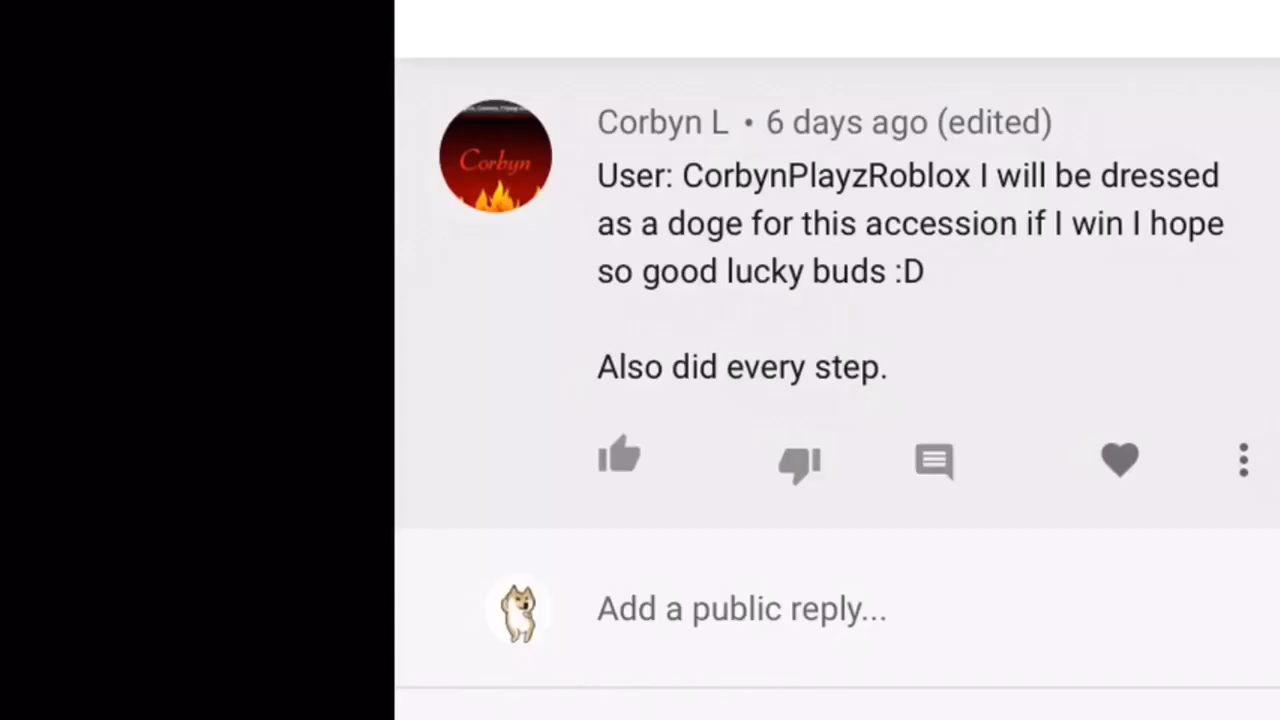 Corbyn L • 6 days ago (edited)
Corbyn
User: CorbynPlayzRoblox I will be dressed
as a doge for this accession if I win I hope
so good lucky buds :D
Also did every step.
Add a public reply...